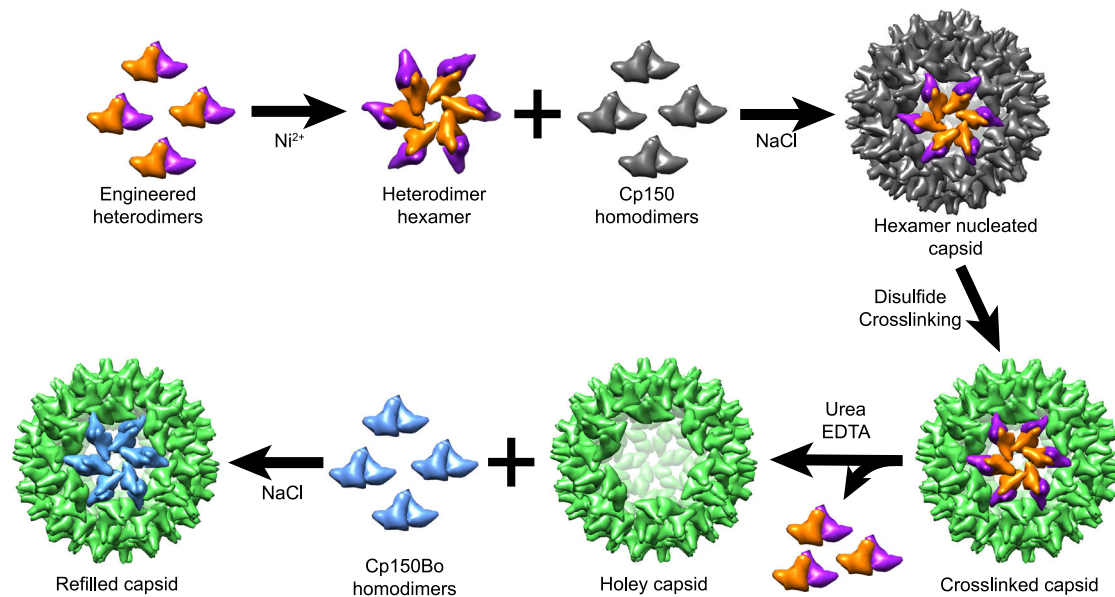 Engineered
heterodimers
Ni²⁺
Heterodimer
hexamer
Cp150
homodimers
NaCl
Hexamer nucleated
capsid
Disulfide
Crosslinking
Crosslinked capsid
Urea
EDTA
Holey capsid
Cp150Bo
homodimers
NaCl
Refilled capsid